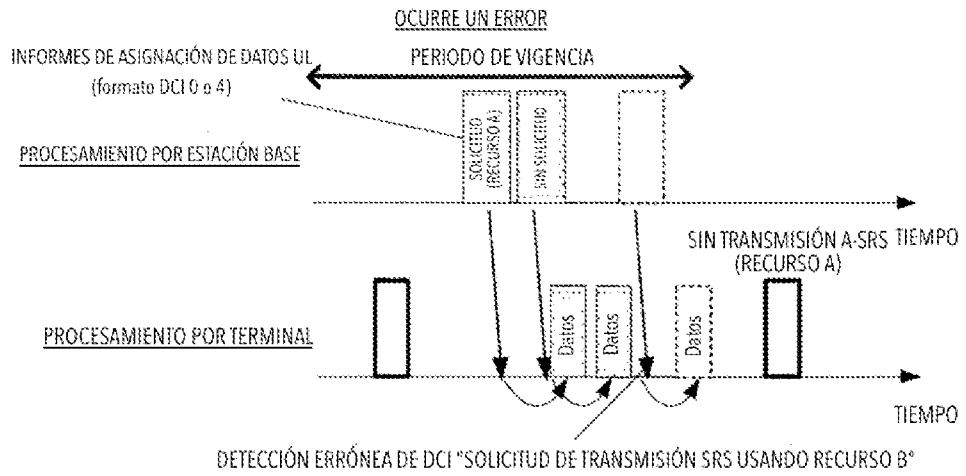 OCURRE UN ERROR
INFORMES DE ASIGNACIÓN DE DATOS UL
(formato DCI 0 o 4)
PERIODO DE VIGENCIA
SOLICITUD
(RECURSO A)
SIN SOLICITUD
PROCESAMIENTO POR ESTACIÓN BASE
TIEMPO
SIN TRANSMISIÓN A-SRS
(RECURSO A)
Datos
Datos
Datos
PROCESAMIENTO POR TERMINAL
TIEMPO
DETECCIÓN ERRÓNEA DE DCI "SOLICITUD DE TRANSMISIÓN SRS USANDO RECURSO B"